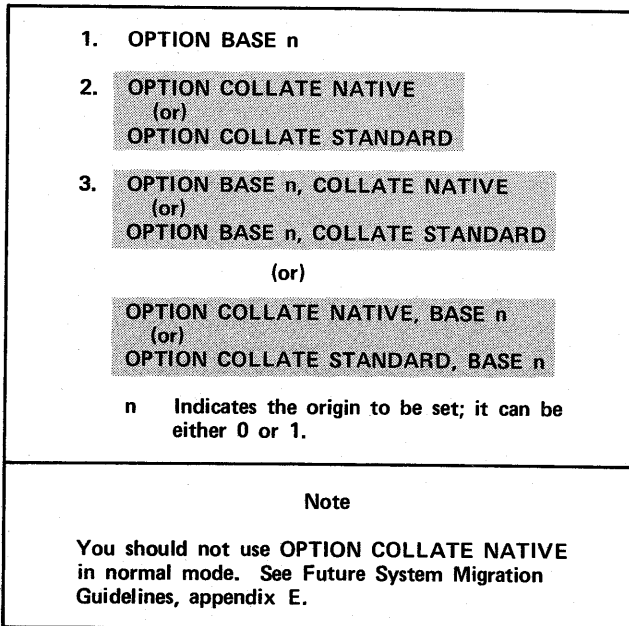 1. OPTION BASE n
2. OPTION COLLATE NATIVE
(or)
OPTION COLLATE STANDARD
3. OPTION BASE n, COLLATE NATIVE
(or)
OPTION BASE n, COLLATE STANDARD
(or)
OPTION COLLATE NATIVE, BASE n
(or)
OPTION COLLATE STANDARD, BASE n
n Indicates the origin to be set; it can be
either 0 or 1.
Note
You should not use OPTION COLLATE NATIVE
in normal mode. See Future System Migration
Guidelines, appendix E.